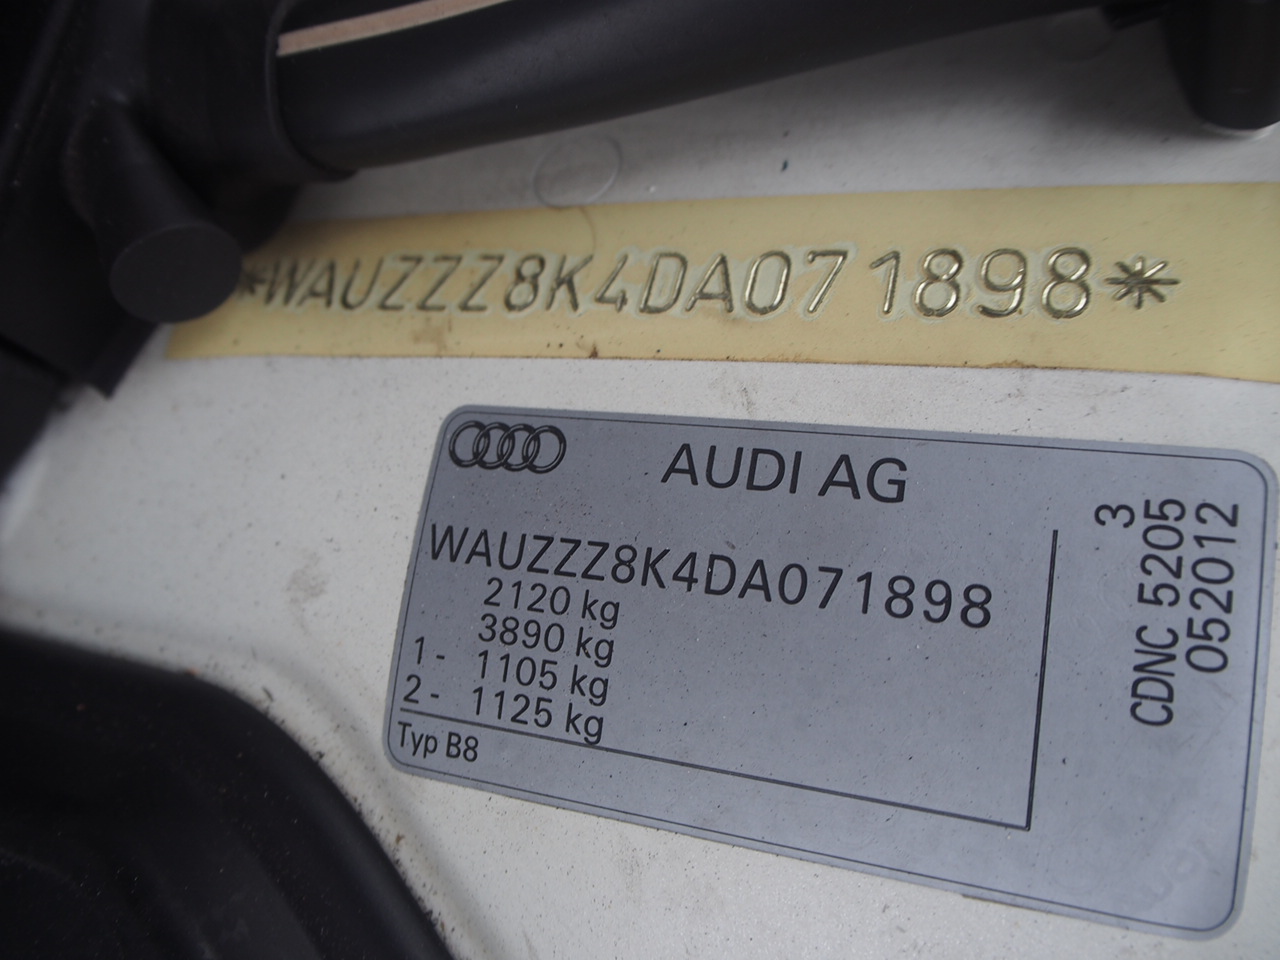 *WAUZZZ8K4DA071898*
AUDI AG
WAUZZZ8K4DA071898
2120 kg
3890 kg
1- 1105 kg
2- 1125 kg
Typ B8
3
CDNC 5205
052012